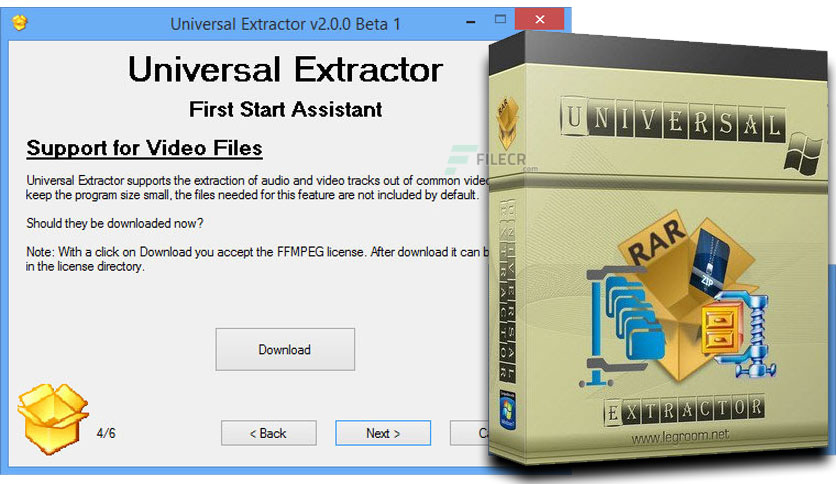 Universal Extractor v2.0.0 Beta 1
Universal Extractor
First Start Assistant
Support for Video Files
Universal Extractor supports the extraction of audio and video tracks out of common
keep the program size small, the files needed for this feature are not included by default.
Should they be downloaded now?
Note: With a click on Download you accept the FFMPEG license. After download it can
in the license directory.
Download
4/6
< Back
Next >
FILECR
.com
RAR
UNIVERSAL
UNIVERSAL
EXTRACTOR
RAR
ZIP
EXTRACTOR
www.legroom.net